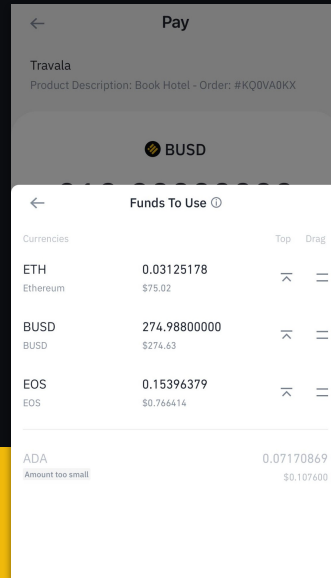 Pay
Travala
Product Description: Book Hotel - Order: #KQ0VA0KX
BUSD
Funds To Use
Currencies Top Drag
ETH 0.03125178
Ethereum $75.02
BUSD 274.98800000
BUSD $274.63
EOS 0.15396379
EOS $0.766414
ADA 0.07170869
Amount too small $0.107600